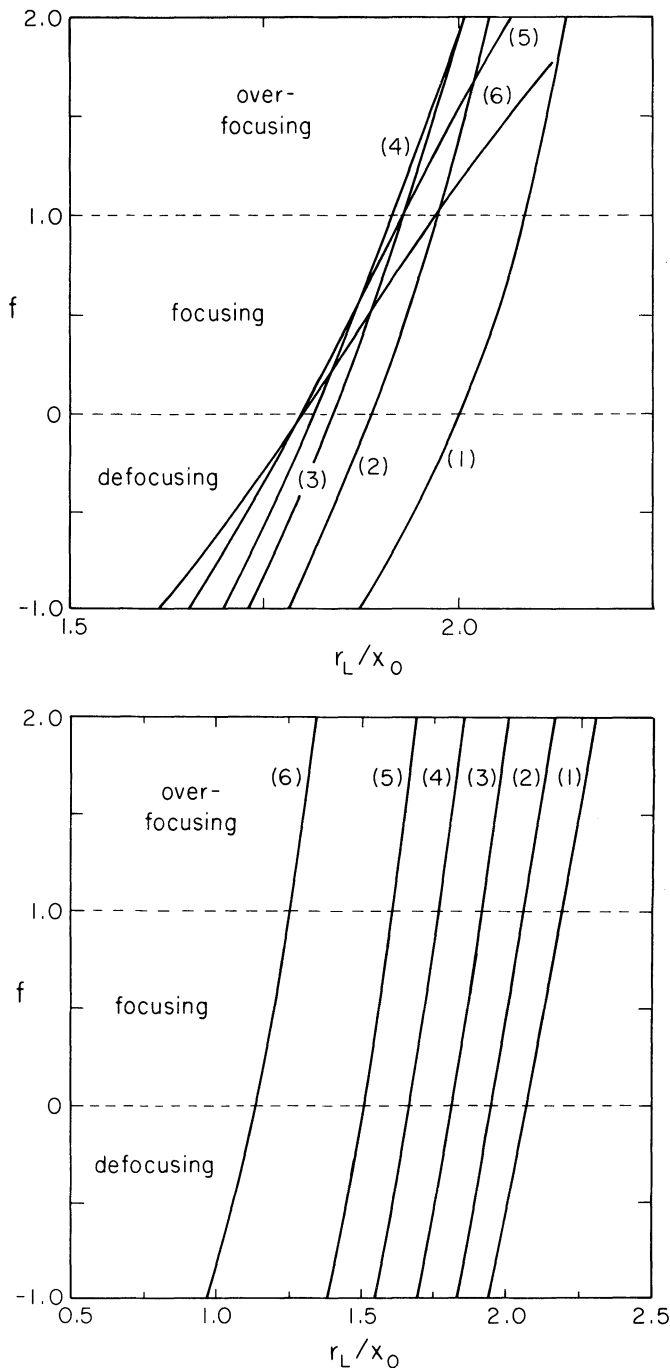 2.0
(5)
over-
focusing
(6)
(4)
1.0
f
focusing
0
defocusing
(3)
(2)
(1)
-1.0
1.5
2.0
r_L/x_o
2.0
(6)
(5)
(4)
(3)
(2)
(1)
over-
focusing
1.0
f
focusing
0
defocusing
-1.0
0.5
1.0
1.5
2.0
2.5
r_L/x_o